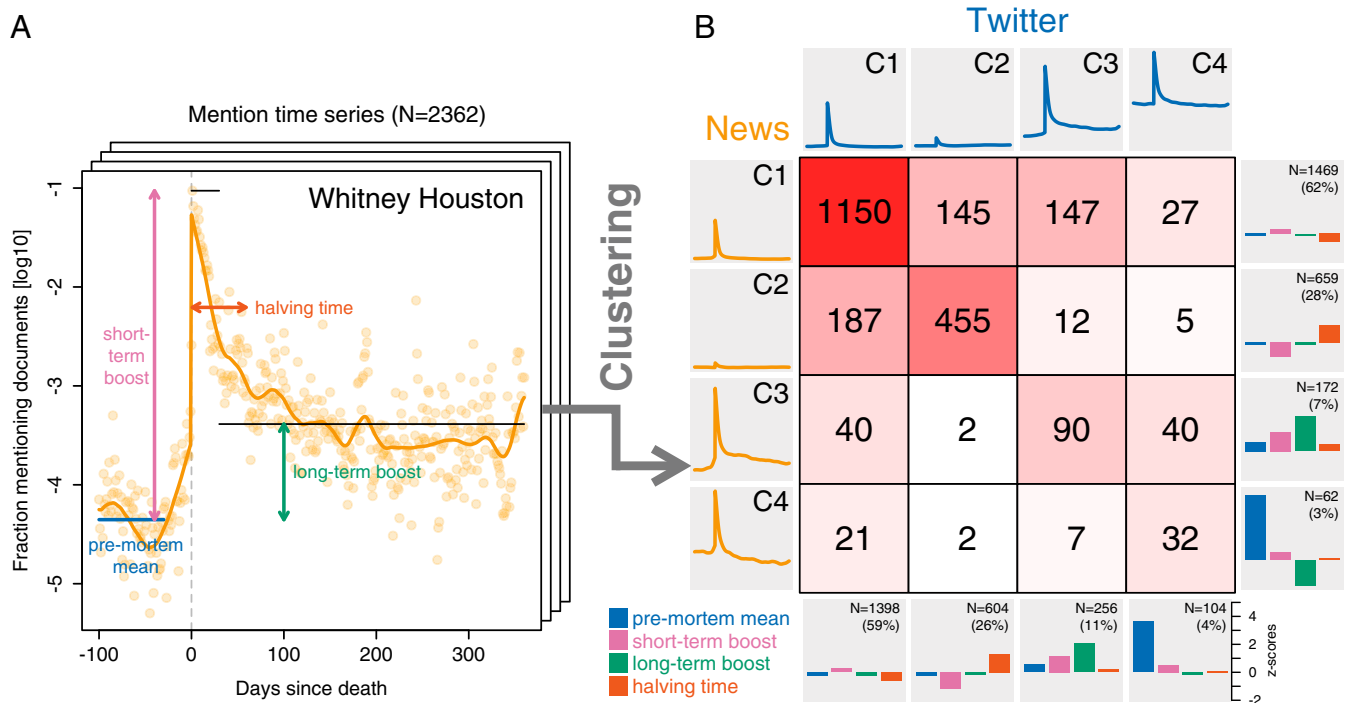 A
Mention time series (N=2362)
Whitney Houston
Fraction mentioning documents [log10]
-1
-2
-3
-4
-5
short-
term
boost
halving time
long-term boost
pre-mortem
mean
-100
0
100
200
300
Days since death
Clustering
B
Twitter
News
C1
C2
C3
C4
C1
1150
145
147
27
N=1469
(62%)
C2
187
455
12
5
N=659
(28%)
C3
40
2
90
40
N=172
(7%)
C4
21
2
7
32
N=62
(3%)
pre-mortem mean
short-term boost
long-term boost
halving time
N=1398
(59%)
N=604
(26%)
N=256
(11%)
N=104
(4%)
4
2
0
-2
z-scores